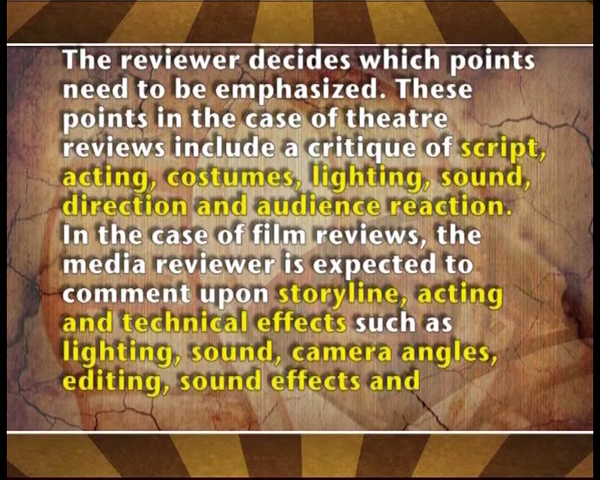 The reviewer decides which points
need to be emphasized. These
points in the case of theatre
reviews include a critique of script,
acting, costumes, lighting, sound,
direction and audience reaction.
In the case of film reviews, the
media reviewer is expected to
comment upon storyline, acting
and technical effects such as
lighting, sound, camera angles,
editing, sound effects and